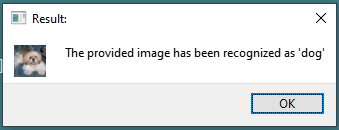 Result:
The provided image has been recognized as 'dog'
OK